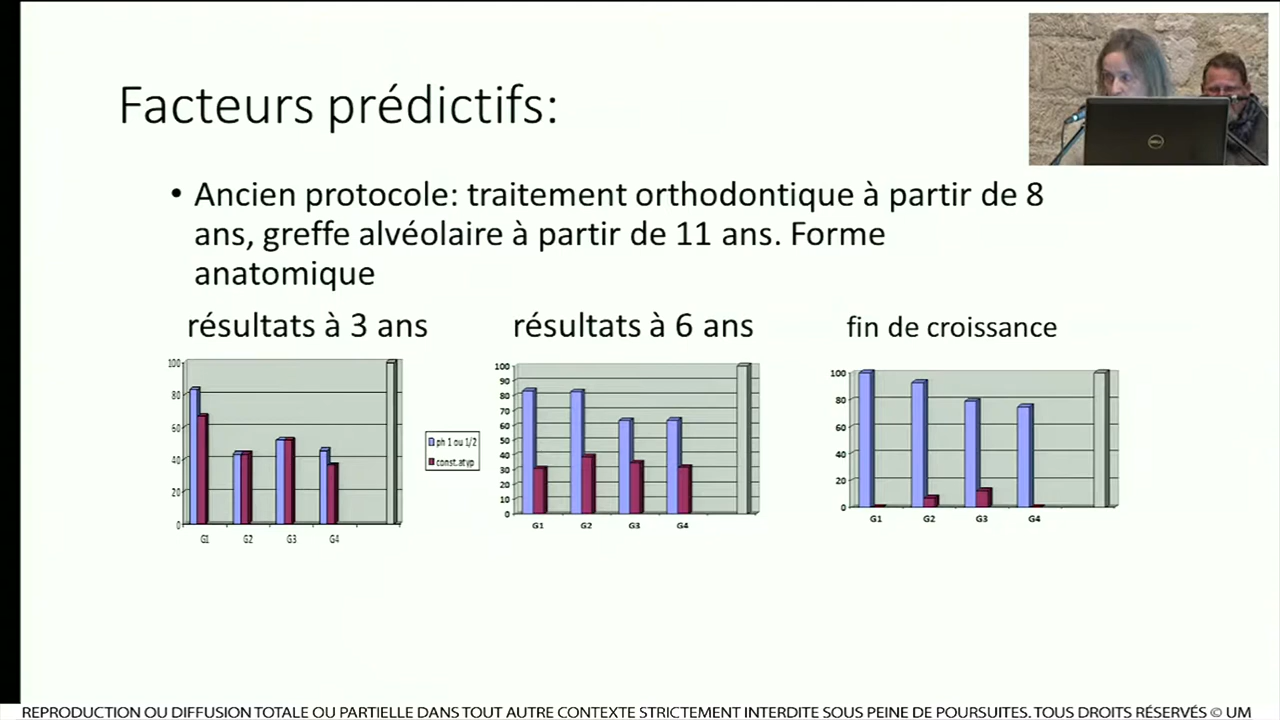 Facteurs prédictifs:
• Ancien protocole: traitement orthodontique à partir de 8
ans, greffe alvéolaire à partir de 11 ans. Forme
anatomique
résultats à 3 ans
100
80
60
40
20
0
G1 G2 G3 G4
ph 1 ou 1/2
const.atyp
résultats à 6 ans
100
90
80
70
60
50
40
30
20
10
0
G1 G2 G3 G4
fin de croissance
100
80
60
40
20
0
G1 G2 G3 G4
DELL
REPRODUCTION OU DIFFUSION TOTALE OU PARTIELLE DANS TOUT AUTRE CONTEXTE STRICTEMENT INTERDITE SOUS PEINE DE POURSUITES. TOUS DROITS RÉSERVÉS © UM